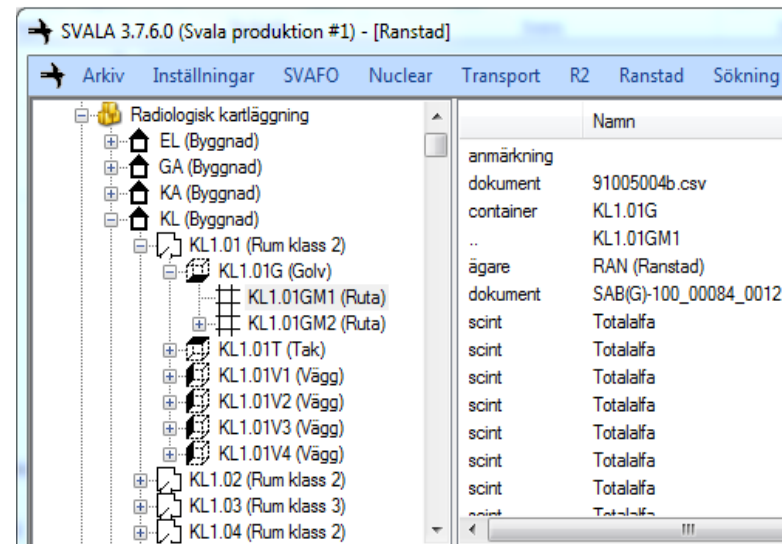 SVALA 3.7.6.0 (Svala produktion #1) - [Ranstad]
Arkiv Inställningar SVAFO Nuclear Transport R2 Ranstad Sökning
Radiologisk kartläggning
EL (Byggnad)
GA (Byggnad)
KA (Byggnad)
KL (Byggnad)
KL1.01 (Rum klass 2)
KL1.01G (Golv)
KL1.01GM1 (Ruta)
KL1.01GM2 (Ruta)
KL1.01T (Tak)
KL1.01V1 (Vägg)
KL1.01V2 (Vägg)
KL1.01V3 (Vägg)
KL1.01V4 (Vägg)
KL1.02 (Rum klass 2)
KL1.03 (Rum klass 3)
KL1.04 (Rum klass 2)
Namn
anmärkning
dokument 91005004b.csv
container KL1.01G
.. KL1.01GM1
ägare RAN (Ranstad)
dokument SAB(G)-100_00084_0012
scint Totalalfa
scint Totalalfa
scint Totalalfa
scint Totalalfa
scint Totalalfa
scint Totalalfa
scint Totalalfa
scint Totalalfa